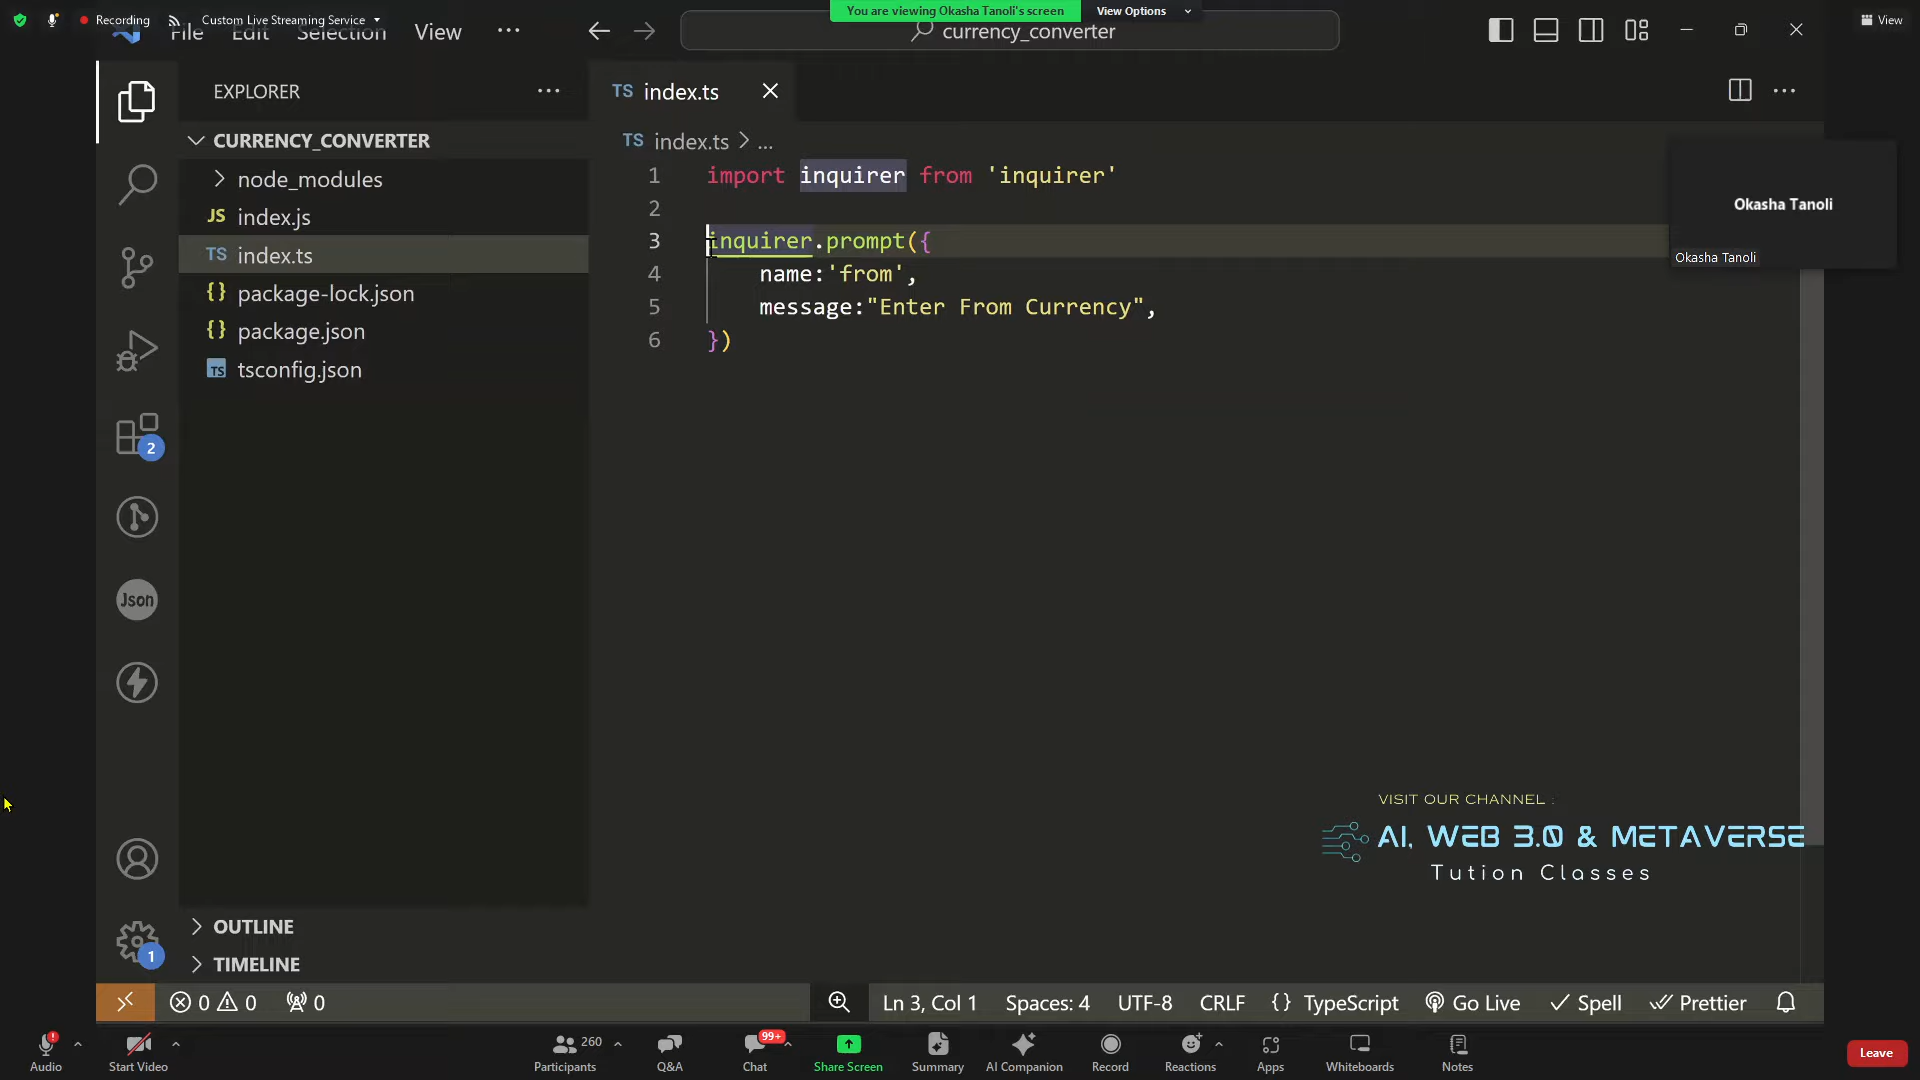 Recording
Custom Live Streaming Service
You are viewing Okasha Tanoli's screen
View Options
View
File Edit Selection View ...
currency_converter
EXPLORER
...
TS index.ts
...
CURRENCY_CONVERTER
TS index.ts > ...
node_modules
JS index.js
TS index.ts
{} package-lock.json
{} package.json
TS tsconfig.json
1 import inquirer from 'inquirer'
2
3 inquirer.prompt({
4 name:'from',
5 message:"Enter From Currency",
6 })
Okasha Tanoli
Okasha Tanoli
2
Json
1
VISIT OUR CHANNEL :
AI, WEB 3.0 & METAVERSE
Tution Classes
OUTLINE
TIMELINE
0 0 0
Ln 3, Col 1 Spaces: 4 UTF-8 CRLF {} TypeScript Go Live Spell Prettier
Audio
Start Video
260
Participants
Q&A
99+
Chat
Share Screen
Summary
AI Companion
Record
Reactions
Apps
Whiteboards
Notes
Leave